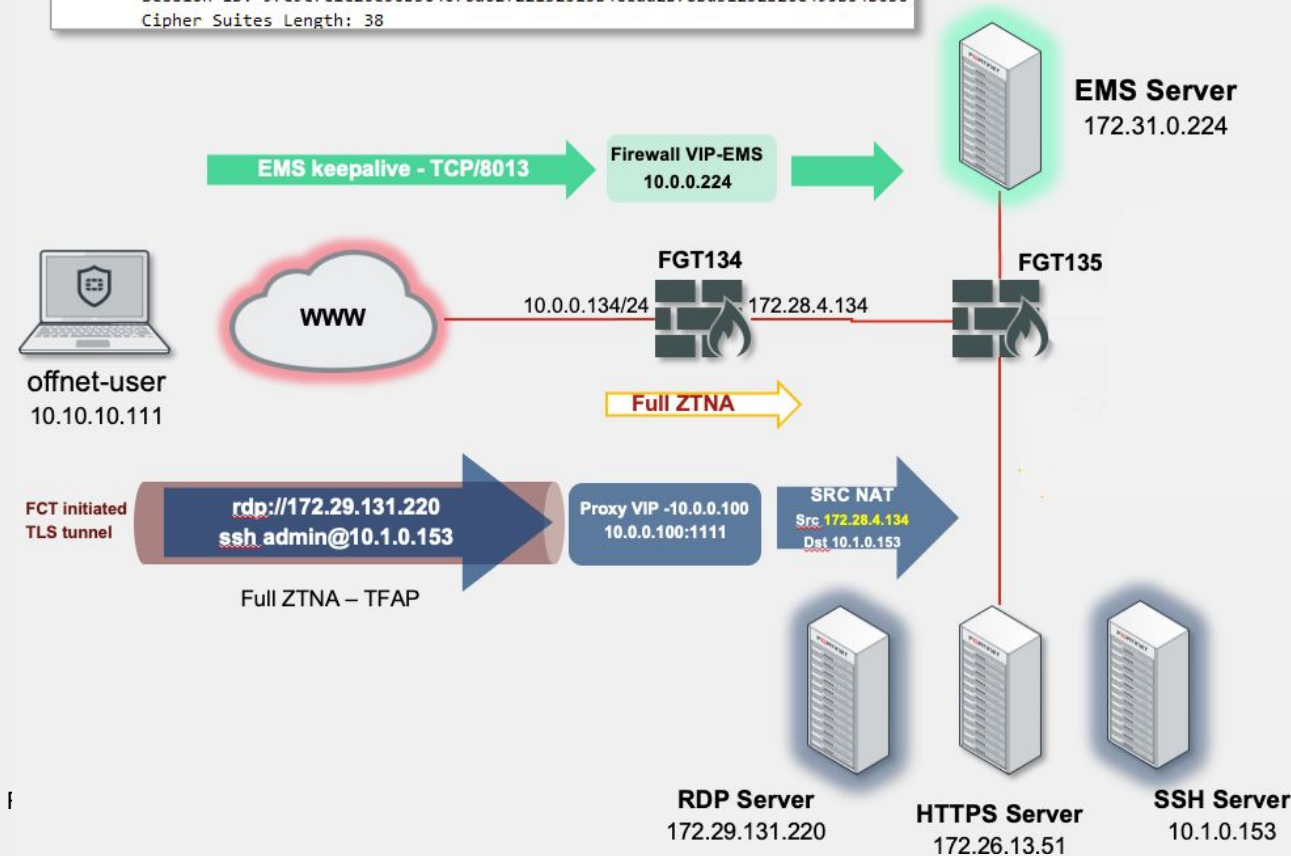 Cipher Suites Length: 38
EMS Server
172.31.0.224
EMS keepalive - TCP/8013
Firewall VIP-EMS
10.0.0.224
FGT134
FGT135
WWW
10.0.0.134/24
172.28.4.134
offnet-user
10.10.10.111
Full ZTNA
FCT initiated
TLS tunnel
rdp://172.29.131.220
ssh admin@10.1.0.153
Proxy VIP -10.0.0.100
10.0.0.100:1111
SRC NAT
Src 172.28.4.134
Dst 10.1.0.153
Full ZTNA – TFAP
RDP Server
172.29.131.220
HTTPS Server
172.26.13.51
SSH Server
10.1.0.153